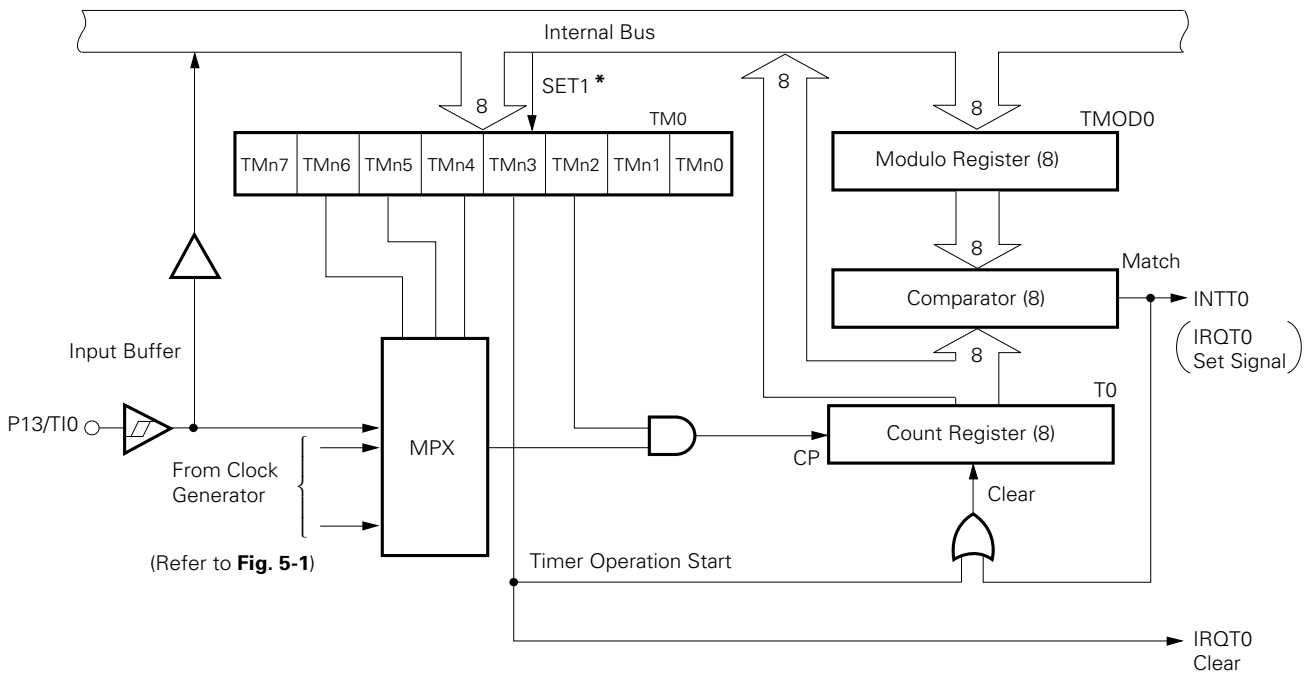 Internal Bus
8
SET1 *
8
8
TM0
TMOD0
TMn7 TMn6 TMn5 TMn4 TMn3 TMn2 TMn1 TMn0
Modulo Register (8)
8
Match
Comparator (8)
INTT0
(IRQT0
Set Signal)
Input Buffer
8
T0
P13/TI0
MPX
Count Register (8)
CP
From Clock
Generator
Clear
(Refer to Fig. 5-1)
Timer Operation Start
IRQT0
Clear